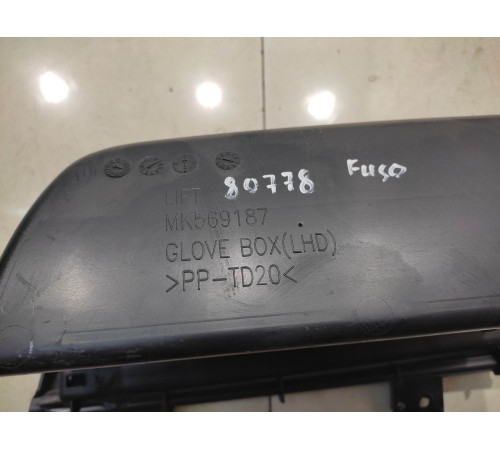 LIFT 80778 Fuso
MK569187
GLOVE BOX(LHD)
>PP-TD20<